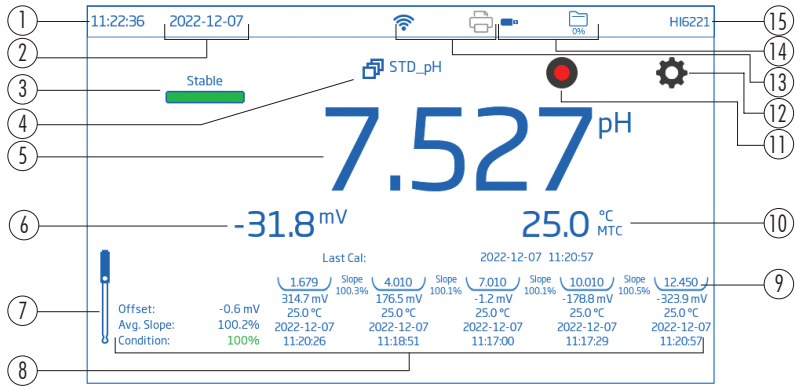 1 11:22:36 2022-12-07 HI6221 15
0%
2 14
3 Stable STD_pH 13
4 12
5 7.527 pH 11
6 -31.8 mV 25.0 °C MTC 10
Last Cal: 2022-12-07 11:20:57
1.679 Slope 100.3% 4.010 Slope 100.1% 7.010 Slope 100.1% 10.010 Slope 100.5% 12.450 9
314.7 mV 176.5 mV -1.2 mV -178.8 mV -323.9 mV
7 Offset: -0.6 mV 25.0 °C 25.0 °C 25.0 °C 25.0 °C 25.0 °C
Avg. Slope: 100.2% 2022-12-07 2022-12-07 2022-12-07 2022-12-07 2022-12-07
Condition: 100% 11:20:26 11:18:51 11:17:00 11:17:29 11:20:57
8